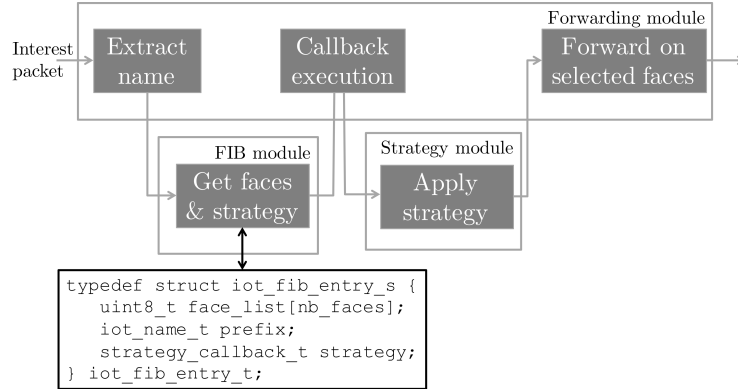 Forwarding module
Interest
packet
Extract
name
Callback
execution
Forward on
selected faces
FIB module
Get faces
& strategy
Strategy module
Apply
strategy
typedef struct iot_fib_entry_s {
uint8_t face_list[nb_faces];
iot_name_t prefix;
strategy_callback_t strategy;
} iot_fib_entry_t;